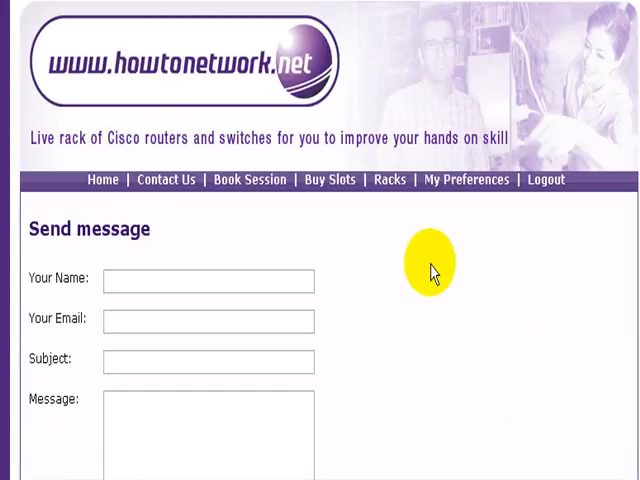 www.howtonetwork.net
Live rack of Cisco routers and switches for you to improve your hands on skill
Home | Contact Us | Book Session | Buy Slots | Racks | My Preferences | Logout
Send message
Your Name:
Your Email:
Subject:
Message: